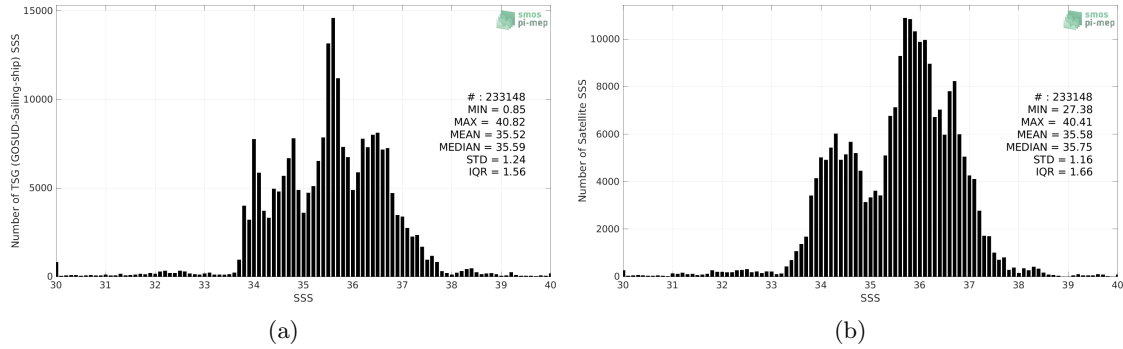 15000
10000
5000
0
Number of TSG (GOSUD-Sailing-ship) SSS
smos
pi-mep
# : 233148
MIN = 0.85
MAX = 40.82
MEAN = 35.52
MEDIAN = 35.59
STD = 1.24
IQR = 1.56
30 31 32 33 34 35 36 37 38 39 40
SSS
(a)
10000
8000
6000
4000
2000
0
Number of Satellite SSS
smos
pi-mep
# : 233148
MIN = 27.38
MAX = 40.41
MEAN = 35.58
MEDIAN = 35.75
STD = 1.16
IQR = 1.66
30 31 32 33 34 35 36 37 38 39 40
SSS
(b)